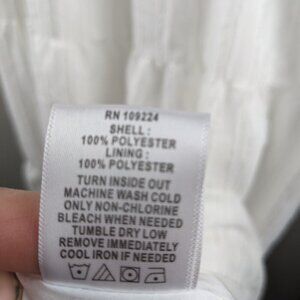 RN 109224
SHELL :
100% POLYESTER
LINING :
100% POLYESTER
TURN INSIDE OUT
MACHINE WASH COLD
ONLY NON-CHLORINE
BLEACH WHEN NEEDED
TUMBLE DRY LOW
REMOVE IMMEDIATELY
COOL IRON IF NEEDED